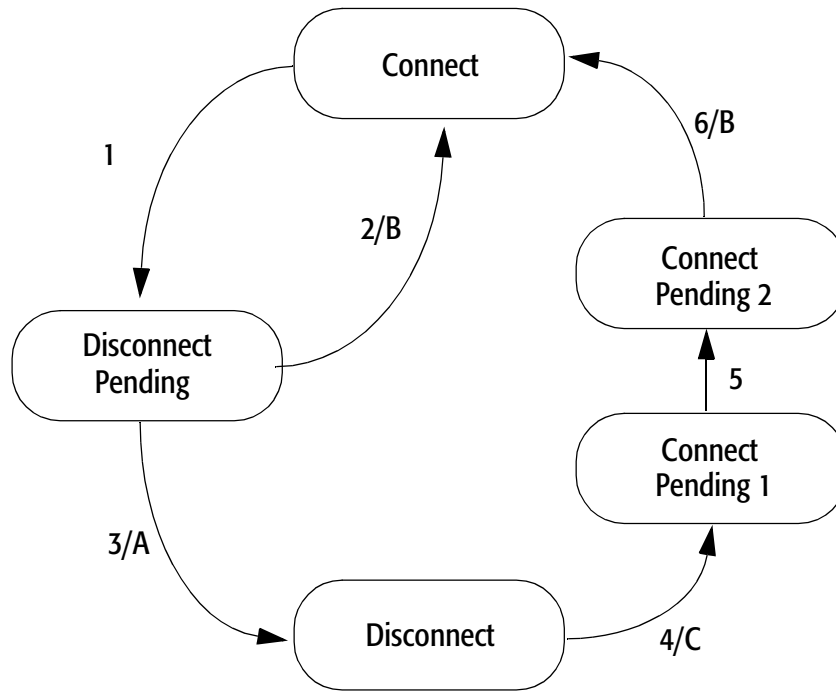 Connect
1
6/B
2/B
Connect
Pending 2
Disconnect
Pending
5
Connect
Pending 1
3/A
Disconnect
4/C